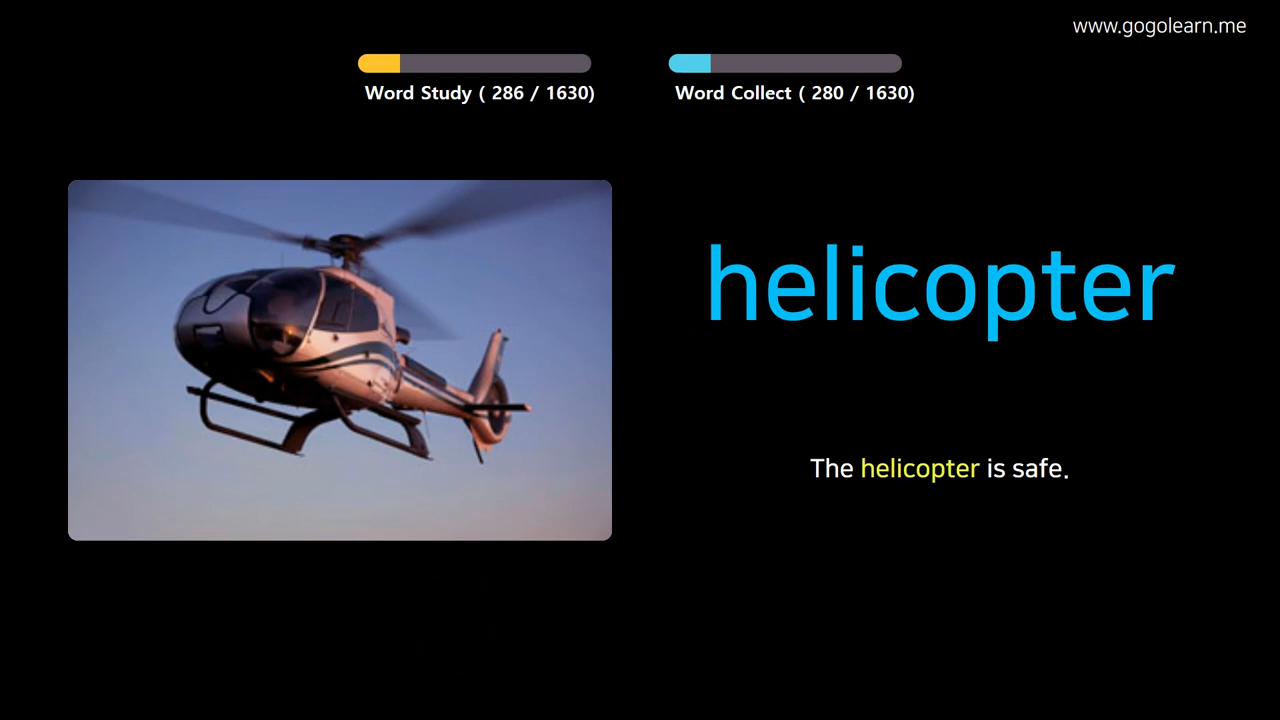 www.gogolearn.me
Word Study ( 286 / 1630)
Word Collect ( 280 / 1630)
helicopter
The helicopter is safe.